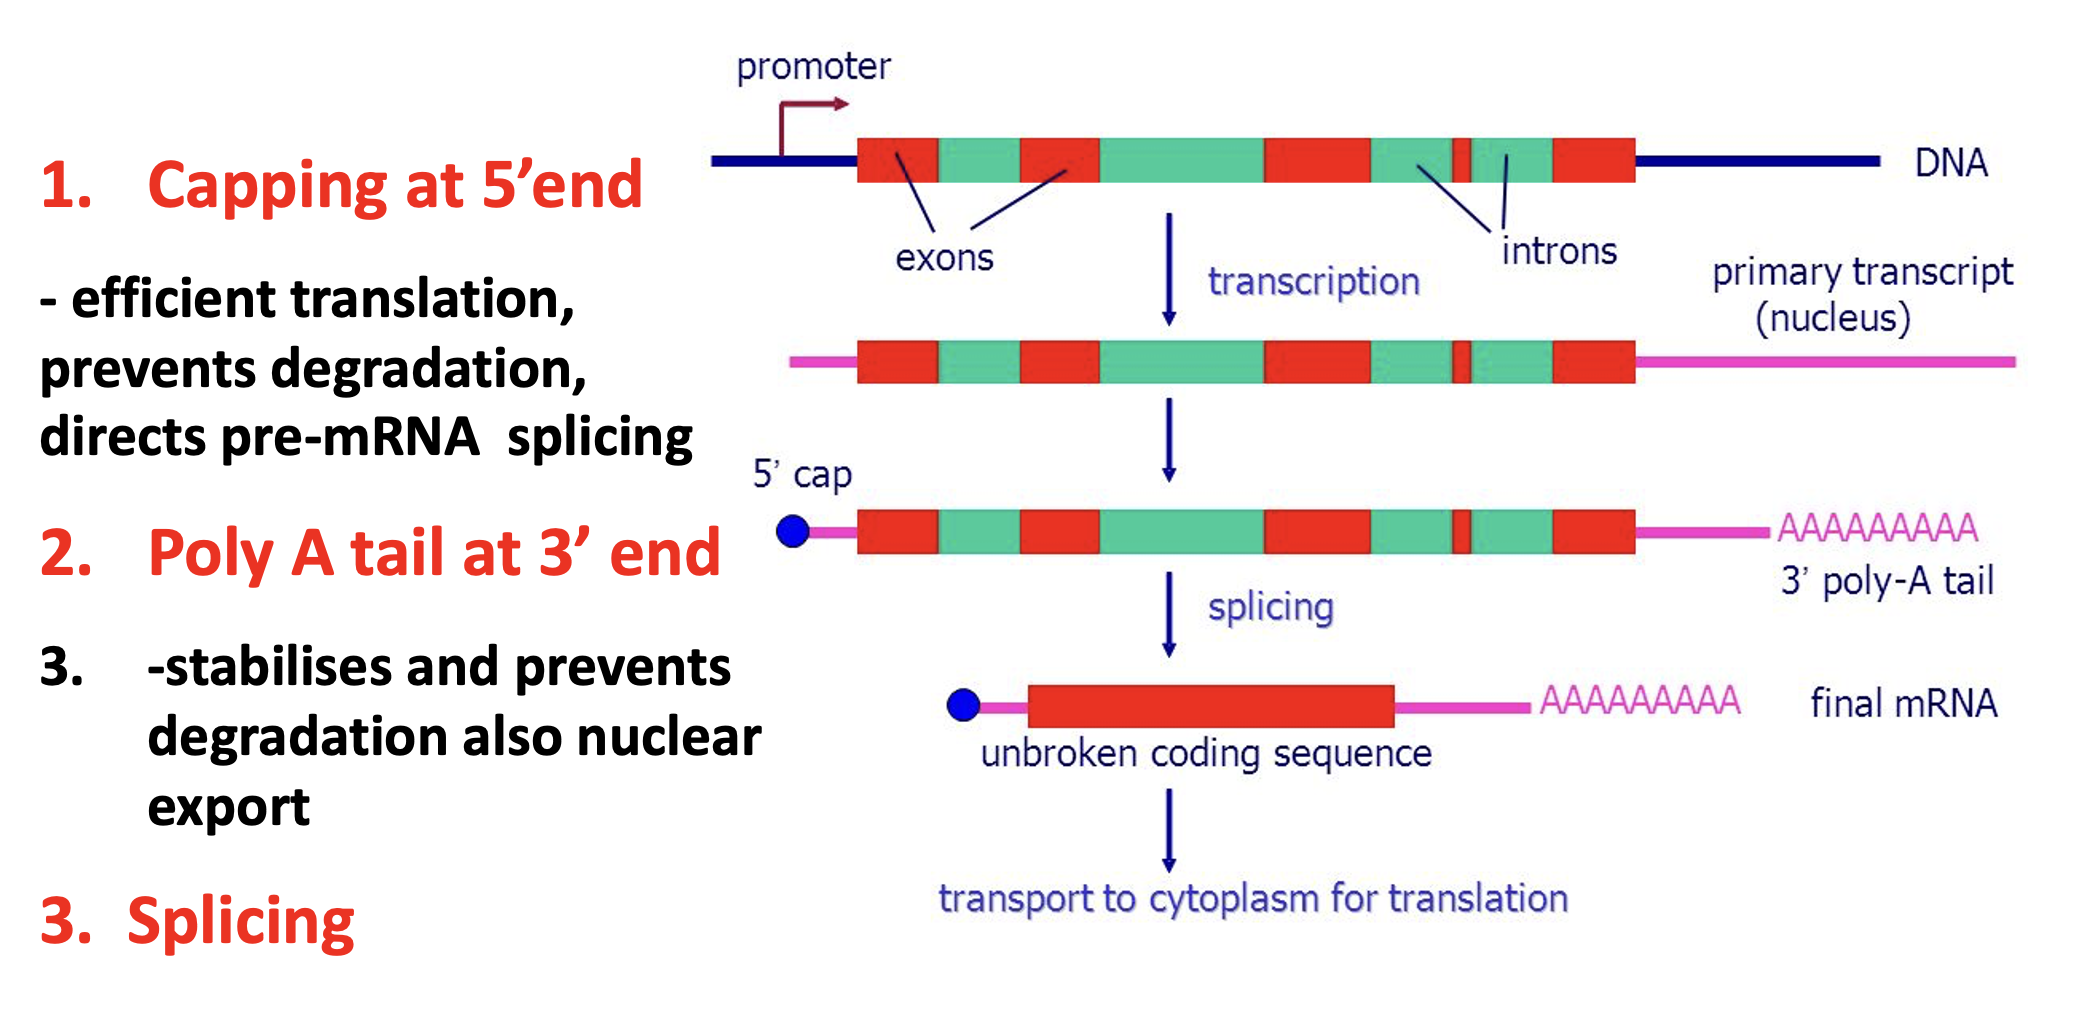 1. Capping at 5’end
- efficient translation,
prevents degradation,
directs pre-mRNA splicing
2. Poly A tail at 3’ end
3. -stabilises and prevents
degradation also nuclear
export
3. Splicing
promoter
DNA
exons
introns
transcription
primary transcript
(nucleus)
5’ cap
AAAAAAAAA
3’ poly-A tail
splicing
AAAAAAAAA
final mRNA
unbroken coding sequence
transport to cytoplasm for translation